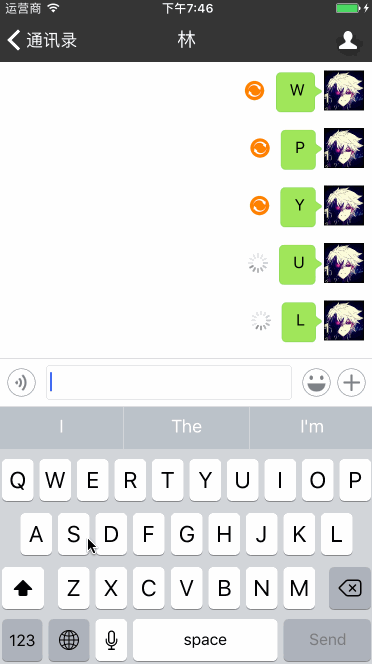 运营商 下午7:46
通讯录 林
W
P
Y
U
L
I The I'm
Q W E R T Y U I O P
A S D F G H J K L
Z X C V B N M
123 space Send